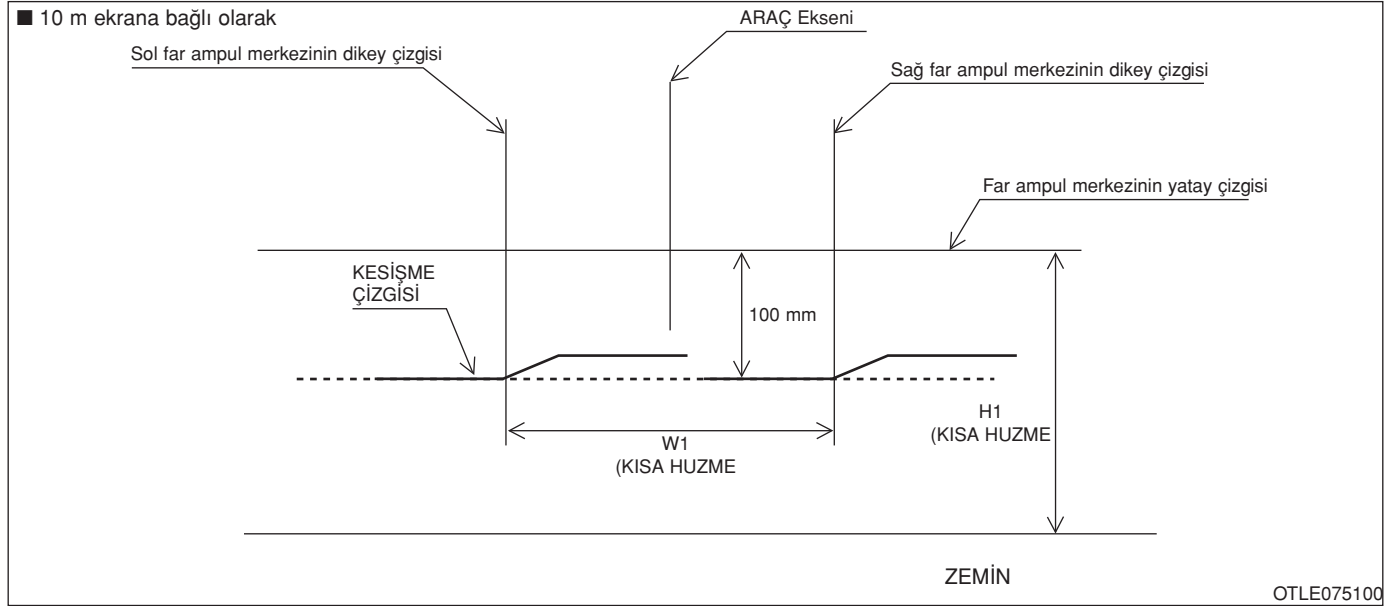 ■ 10 m ekrana bağlı olarak
ARAÇ Ekseni
Sol far ampul merkezinin dikey çizgisi
Sağ far ampul merkezinin dikey çizgisi
Far ampul merkezinin yatay çizgisi
KESİŞME
ÇİZGİSİ
100 mm
H1
(KISA HUZME
W1
(KISA HUZME
ZEMİN
OTLE075100